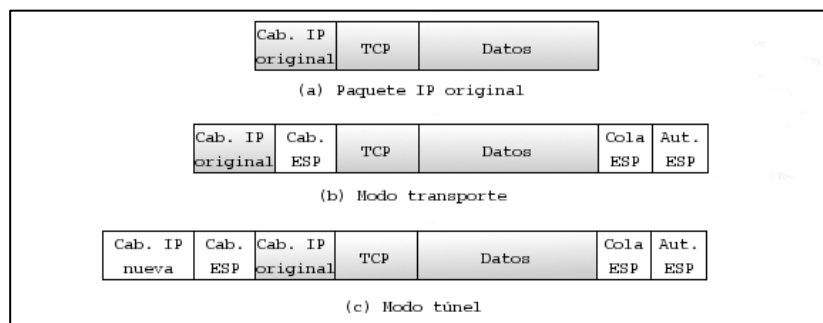 Cab. IP
original
TCP
Datos
(a) Paquete IP original
Cab. IP
original
Cab.
ESP
TCP
Datos
Cola
ESP
Aut.
ESP
(b) Modo transporte
Cab. IP
nueva
Cab.
ESP
Cab. IP
original
TCP
Datos
Cola
ESP
Aut.
ESP
(c) Modo túnel